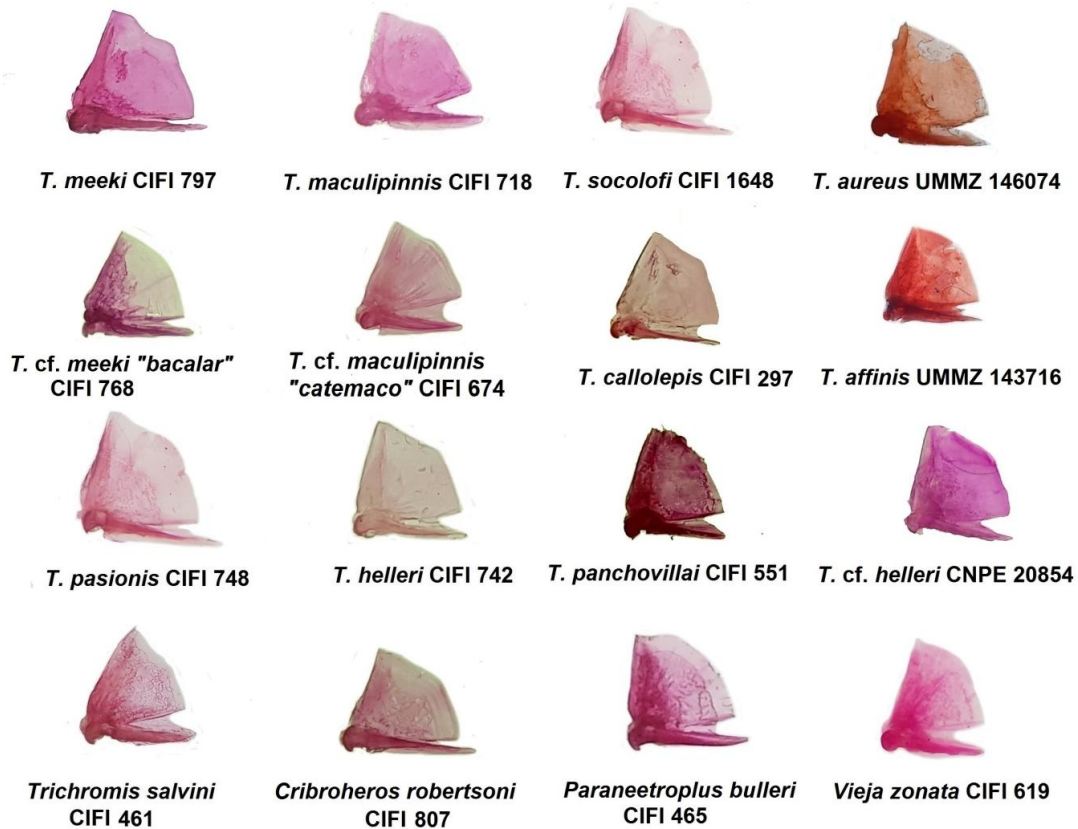 T. meeki CIFI 797
T. maculipinnis CIFI 718
T. socolofi CIFI 1648
T. aureus UMMZ 146074
T. cf. meeki "bacalar"
CIFI 768
T. cf. maculipinnis
"catemaco" CIFI 674
T. callolepis CIFI 297
T. affinis UMMZ 143716
T. pasionis CIFI 748
T. helleri CIFI 742
T. panchovillai CIFI 551
T. cf. helleri CNPE 20854
Trichromis salvini
CIFI 461
Cribroheros robertsoni
CIFI 807
Paraneetroplus bulleri
CIFI 465
Vieja zonata CIFI 619